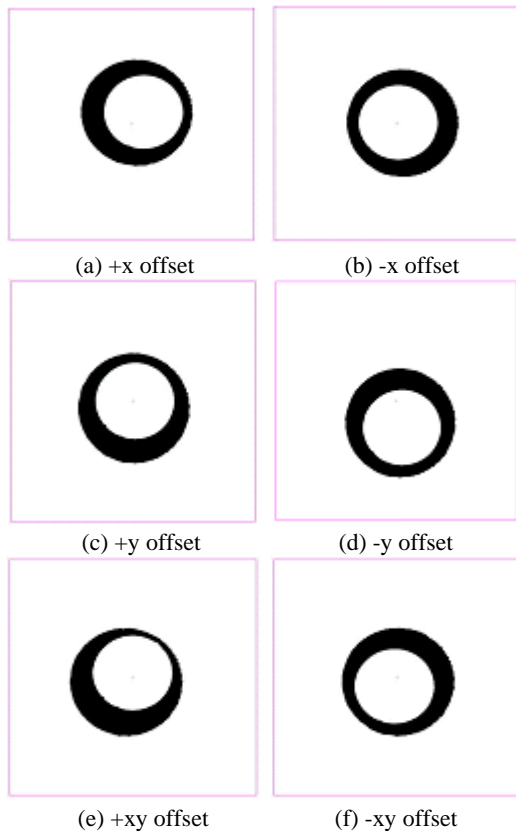 (a) +x offset
(b) -x offset
(c) +y offset
(d) -y offset
(e) +xy offset
(f) -xy offset